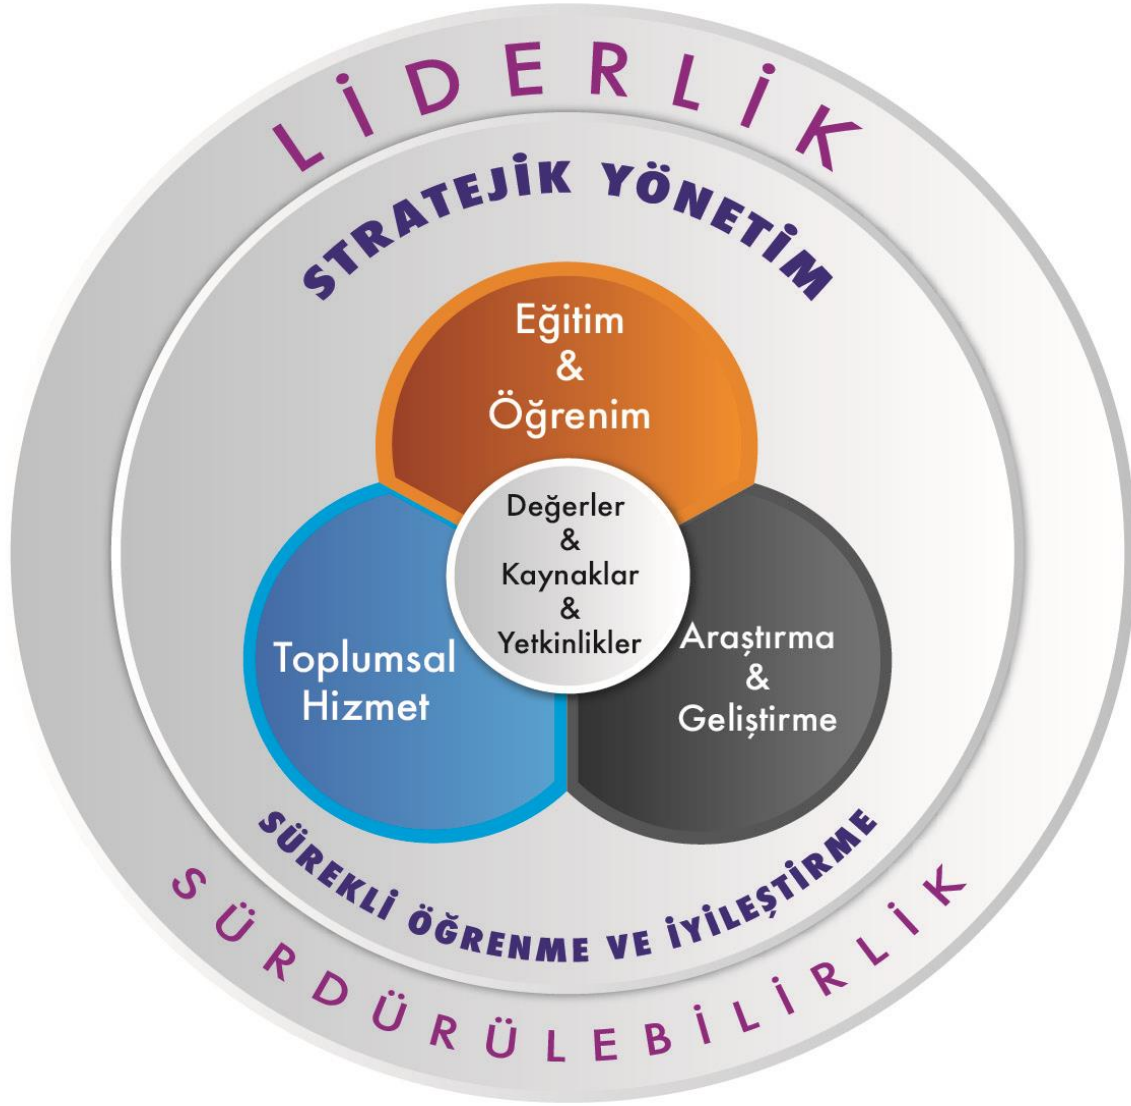 LİDERLİK
STRATEJİK YÖNETİM
Eğitim
&
Öğrenim
Değerler
&
Kaynaklar
&
Yetkinlikler
Toplumsal
Hizmet
Araştırma
&
Geliştirme
SÜREKLİ ÖĞRENME VE İYİLEŞTİRME
SÜRDÜRÜLEBİLİRLİK